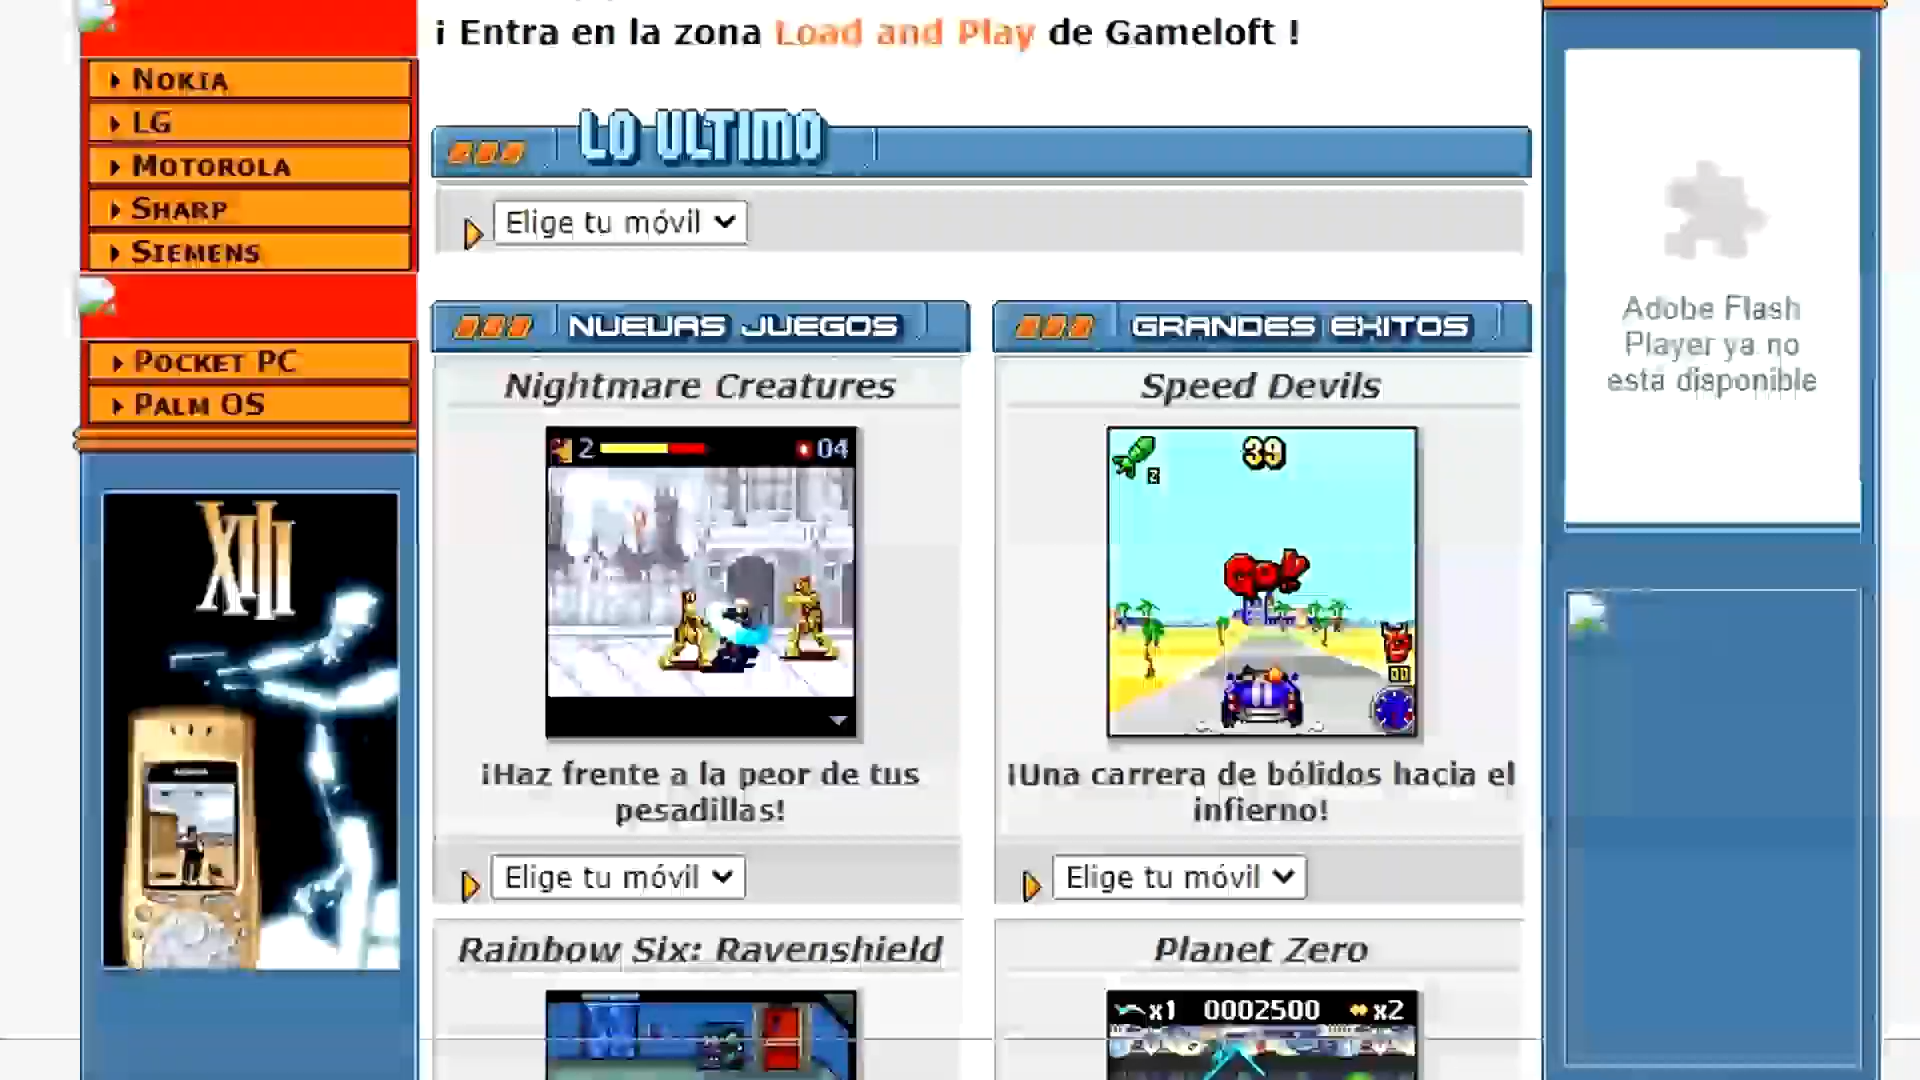 ¡ Entra en la zona Load and Play de Gameloft !
NOKIA
LG
MOTOROLA
SHARP
SIEMENS
POCKET PC
PALM OS
XIII
LO ULTIMO
Elige tu móvil
NUEVAS JUEGOS
Nightmare Creatures
2
04
¡Haz frente a la peor de tus
pesadillas!
Elige tu móvil
Rainbow Six: Ravenshield
GRANDES EXITOS
Speed Devils
39
2
Go!
00
¡Una carrera de bólidos hacia el
infierno!
Elige tu móvil
Planet Zero
x1 0002500 x2
Adobe Flash
Player ya no
está disponible